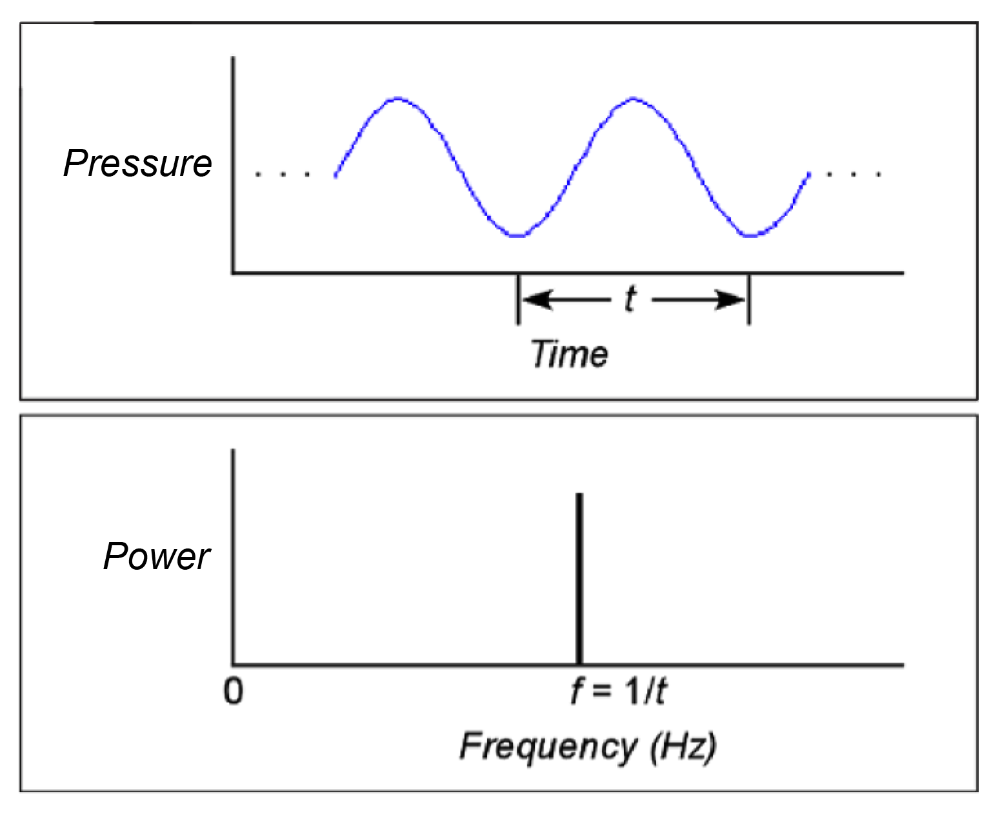 Pressure
t
Time
Power
0
f = 1/t
Frequency (Hz)